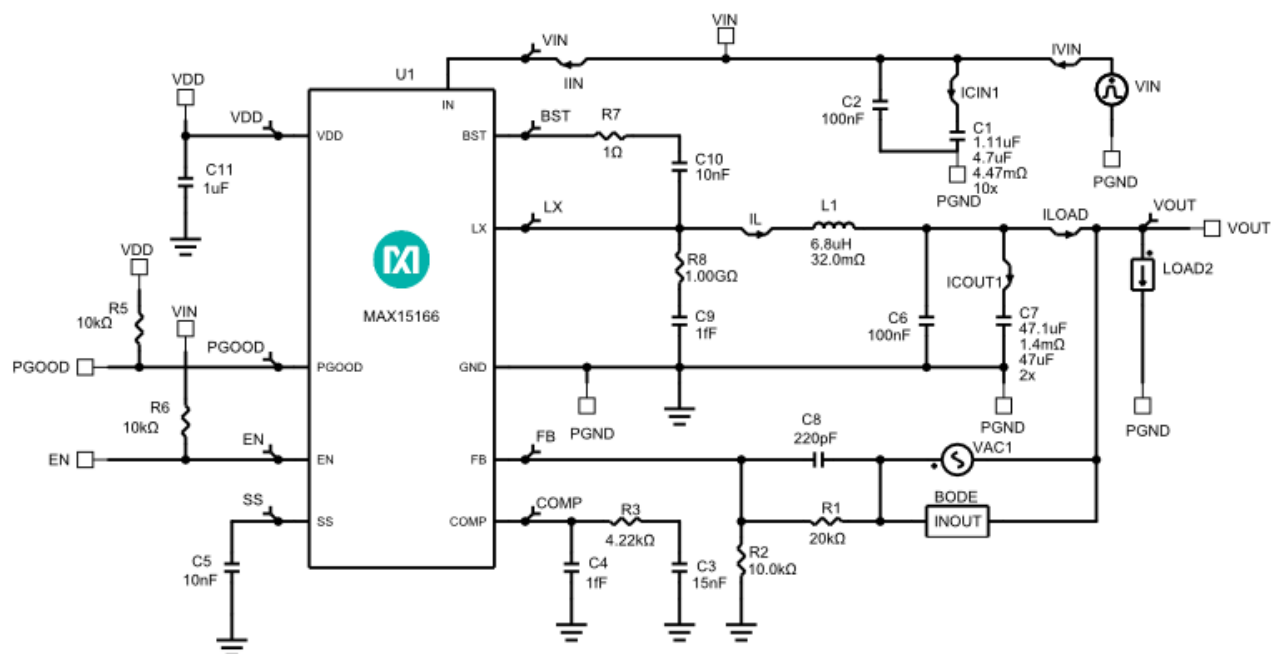 VIN
VIN
IIN
IVIN
VIN
PGND
U1
IN
VDD
VDD
VDD
C11
1uF
BST
BST
R7
1Ω
C10
10nF
C2
100nF
ICIN1
C1
1.11uF
4.7uF
4.47mΩ
10x
PGND
LX
LX
IL
L1
6.8uH
32.0mΩ
ILOAD
VOUT
VOUT
LOAD2
PGND
R8
1.00GΩ
C9
1fF
C6
100nF
ICOUT1
C7
47.1uF
1.4mΩ
47uF
2x
PGND
MAX15166
VDD
R5
10kΩ
VIN
PGOOD
PGOOD
PGOOD
GND
PGND
R6
10kΩ
EN
EN
EN
FB
FB
C8
220pF
VAC1
BODE
INOUT
R1
20kΩ
R2
10.0kΩ
SS
SS
C5
10nF
COMP
COMP
R3
4.22kΩ
C4
1fF
C3
15nF